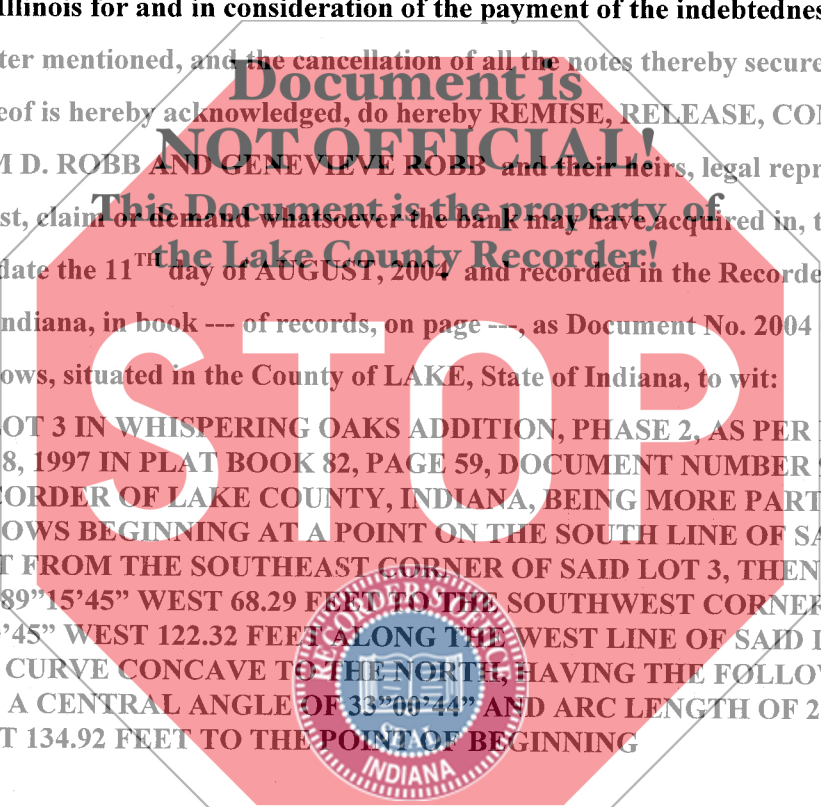 Illinois for and in consideration of the payment of the indebtednes
ter mentioned, and the cancellation of all the notes thereby secure
Document is
eof is hereby acknowledged, do hereby REMISE, RELEASE, CO
NOT OFFICIAL!
M D. ROBB AND GENEVIEVE ROBB and their heirs, legal repr
This Document is the property of
st, claim or demand whatsoever the bank may have acquired in, t
the Lake County Recorder!
date the 11TH day of AUGUST, 2004 and recorded in the Recorde
ndiana, in book --- of records, on page ---, as Document No. 2004
ows, situated in the County of LAKE, State of Indiana, to wit:
STOP
OT 3 IN WHISPERING OAKS ADDITION, PHASE 2, AS PER
8, 1997 IN PLAT BOOK 82, PAGE 59, DOCUMENT NUMBER
CORDER OF LAKE COUNTY, INDIANA, BEING MORE PART
OWS BEGINNING AT A POINT ON THE SOUTH LINE OF SA
T FROM THE SOUTHEAST CORNER OF SAID LOT 3, THEN
89”15’45” WEST 68.29 FEET TO THE SOUTHWEST CORNER
’45” WEST 122.32 FEET ALONG THE WEST LINE OF SAID L
CURVE CONCAVE TO THE NORTH, HAVING THE FOLLO
A CENTRAL ANGLE OF 33”00’44” AND ARC LENGTH OF 2
T 134.92 FEET TO THE POINT OF BEGINNING
SEAL
INDIANA